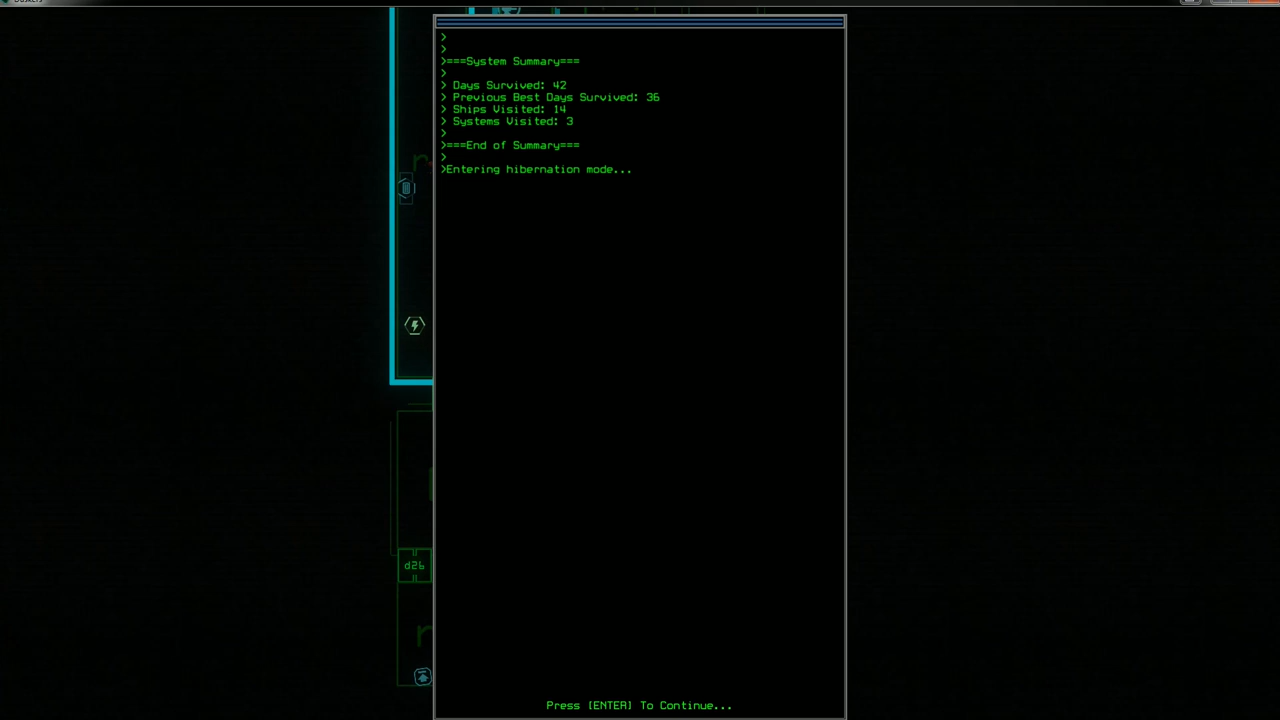 >
>
>===System Summary===
>
> Days Survived: 42
> Previous Best Days Survived: 36
> Ships Visited: 14
> Systems Visited: 3
>
>===End of Summary===
>
>Entering hibernation mode...
r
d26
r
Press [ENTER] To Continue...